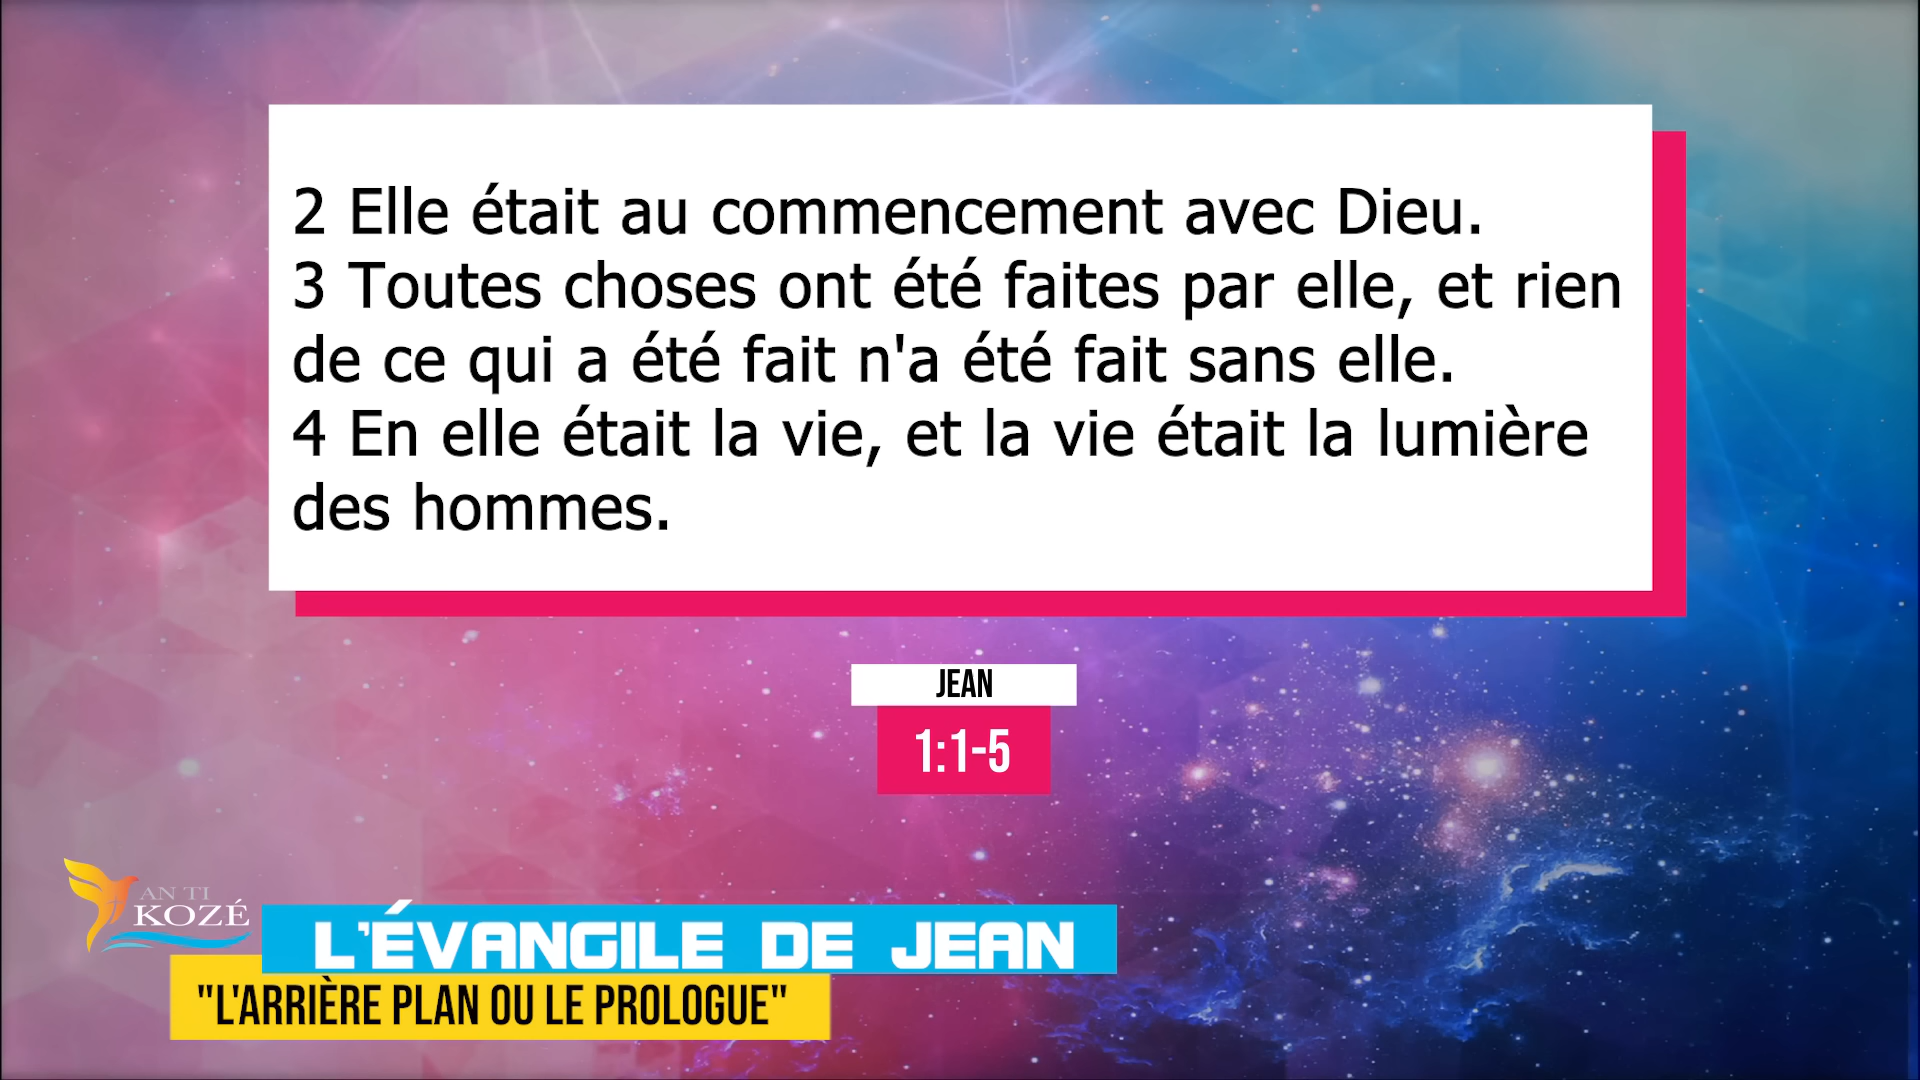 2 Elle était au commencement avec Dieu.
3 Toutes choses ont été faites par elle, et rien
de ce qui a été fait n'a été fait sans elle.
4 En elle était la vie, et la vie était la lumière
des hommes.
JEAN
1:1-5
AN TI
KOZÉ
L'ÉVANGILE DE JEAN
"L'ARRIÈRE PLAN OU LE PROLOGUE"